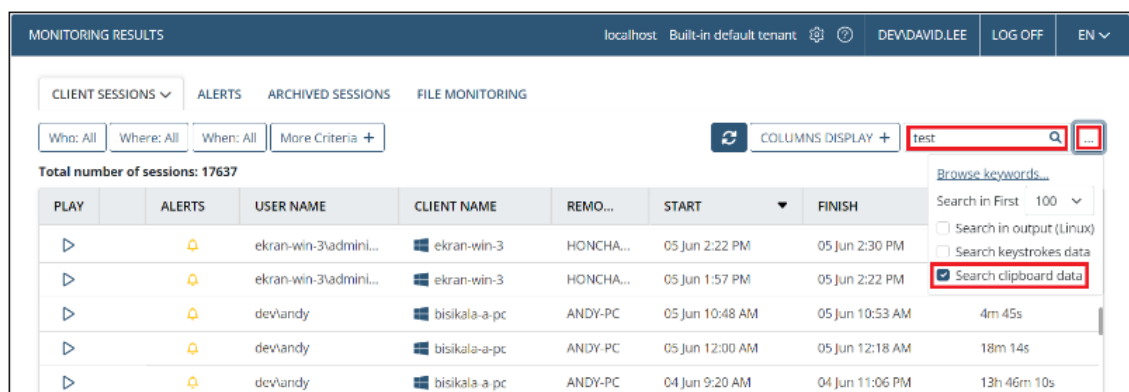 MONITORING RESULTS localhost Built-in default tenant DEV\DAVID.LEE LOG OFF EN
CLIENT SESSIONS ALERTS ARCHIVED SESSIONS FILE MONITORING
Who: All Where: All When: All More Criteria + COLUMNS DISPLAY + test ...
Total number of sessions: 17637
Browse keywords...
PLAY ALERTS USER NAME CLIENT NAME REMO... START FINISH
Search in First 100
Search in output (Linux)
Search keystrokes data
Search clipboard data
ekran-win-3\admini... ekran-win-3 HONCHA... 05 Jun 2:22 PM 05 Jun 2:30 PM
ekran-win-3\admini... ekran-win-3 HONCHA... 05 Jun 1:57 PM 05 Jun 2:22 PM
dev\andy bisikala-a-pc ANDY-PC 05 Jun 10:48 AM 05 Jun 10:53 AM 4m 45s
dev\andy bisikala-a-pc ANDY-PC 05 Jun 12:00 AM 05 Jun 12:18 AM 18m 14s
dev\andy bisikala-a-pc ANDY-PC 04 Jun 9:20 AM 04 Jun 11:06 PM 13h 46m 10s